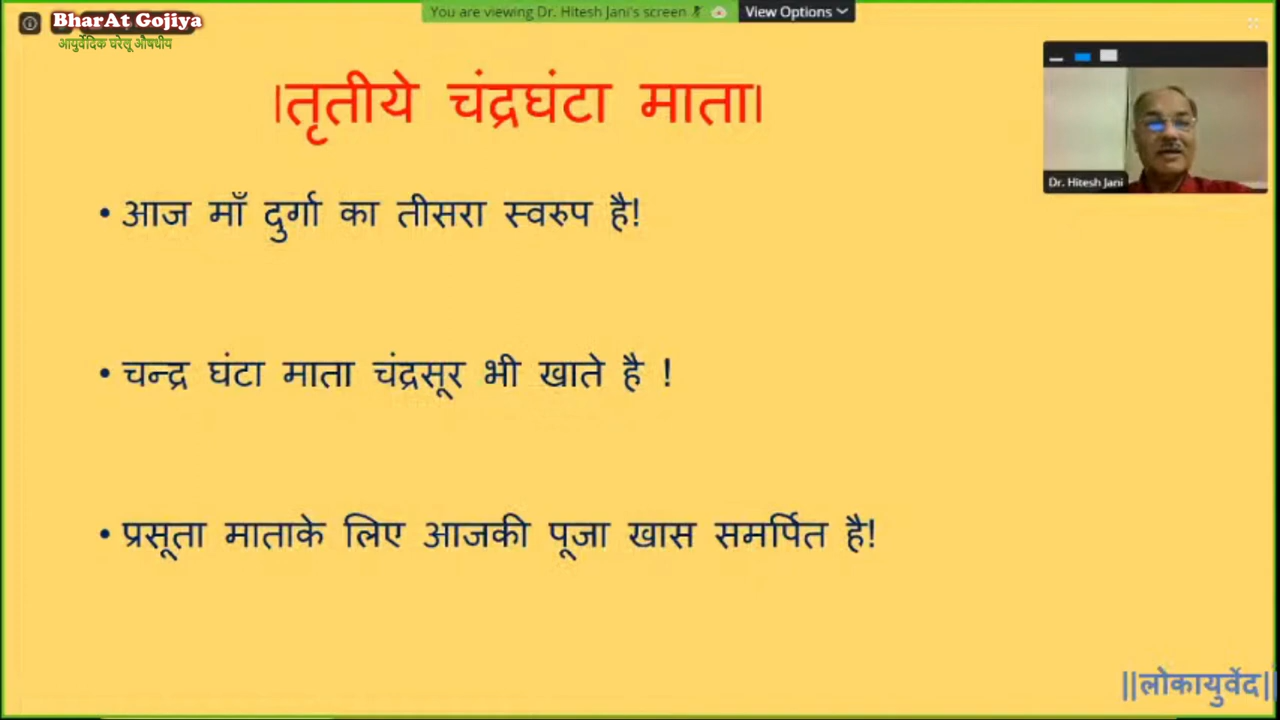 You are viewing Dr. Hitesh Jani's screen
View Options
BharAt Gojiya
आयुर्वेदिक घरेलू औषधीय
।तृतीये चंद्रघंटा माता।
Dr. Hitesh Jani
• आज माँ दुर्गा का तीसरा स्वरुप है!
• चन्द्र घंटा माता चंद्रसूर भी खाते है !
• प्रसूता माताके लिए आजकी पूजा खास समर्पित है!
||लोकायुर्वेद||